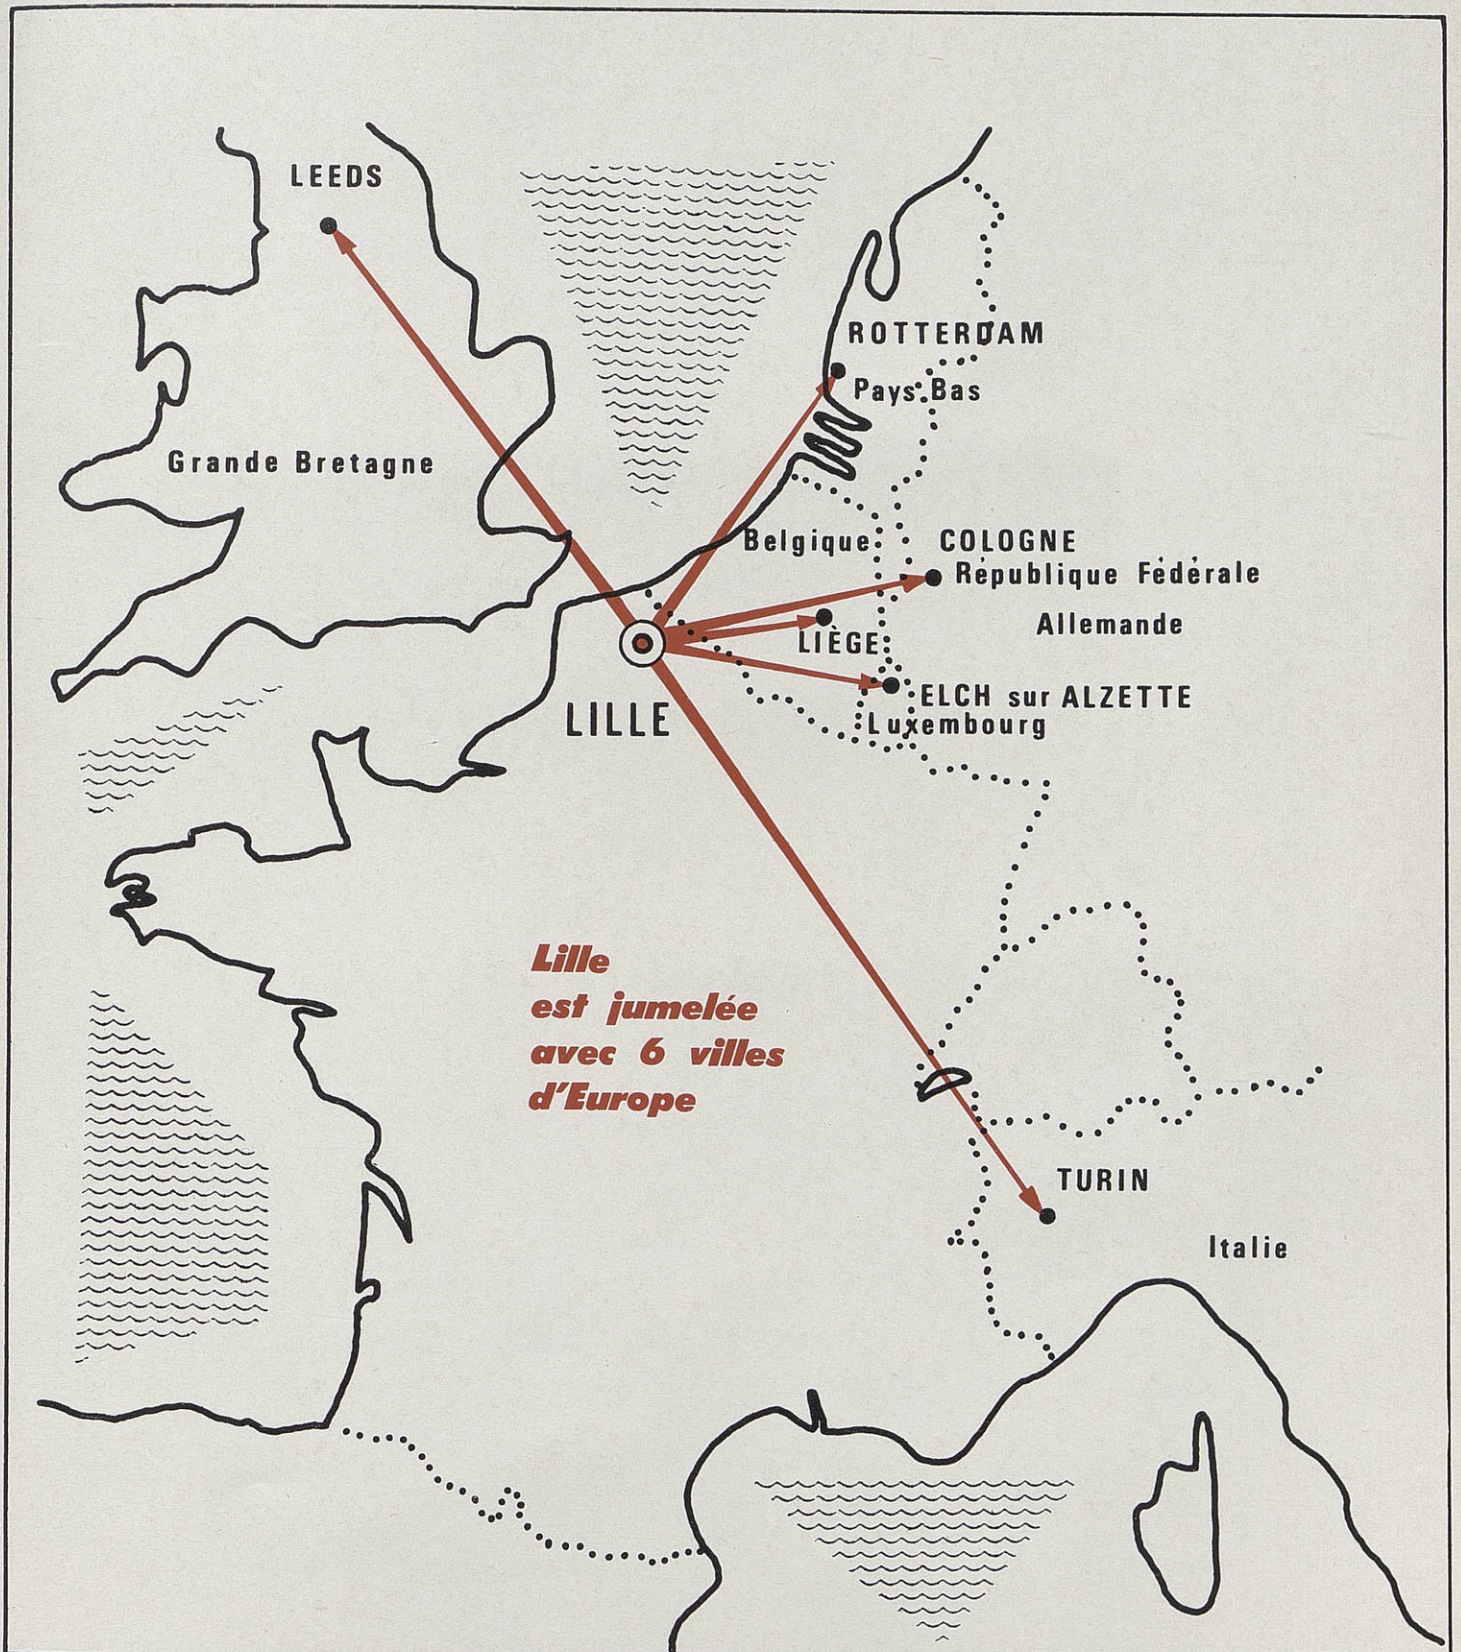 LEEDS
ROTTERDAM
Pays Bas
Grande Bretagne
Belgique
COLOGNE
République Fédérale
Allemande
LIÈGE
ELCH sur ALZETTE
Luxembourg
LILLE
Lille
est jumelée
avec 6 villes
d'Europe
TURIN
Italie